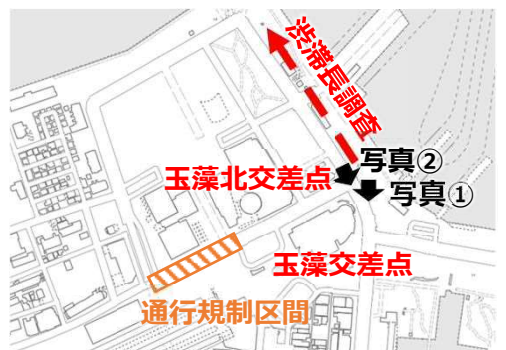 渋滞長調査
写真②
玉藻北交差点
写真①
玉藻交差点
通行規制区間